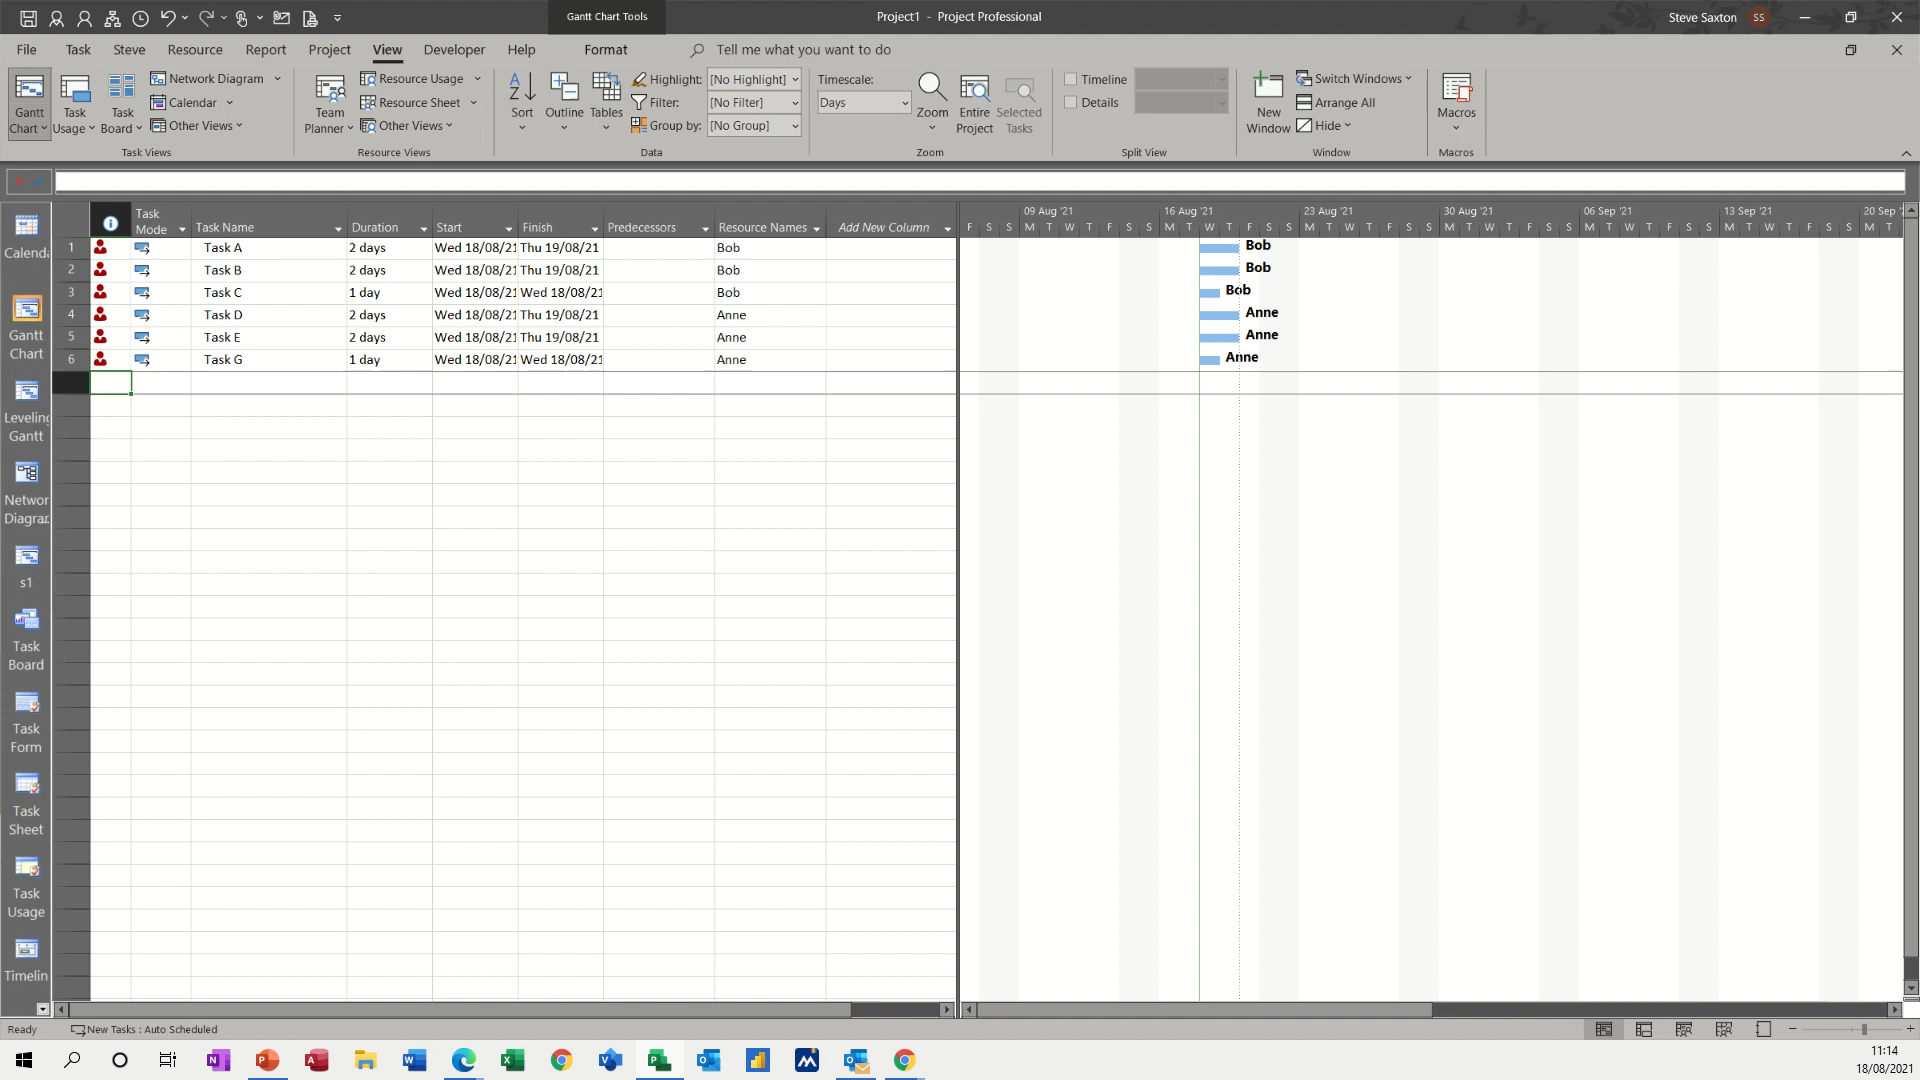 Gantt Chart Tools
Project1 - Project Professional
Steve Saxton SS
File Task Steve Resource Report Project View Developer Help Format Tell me what you want to do
Gantt Chart
Task Usage
Task Board
Network Diagram
Calendar
Other Views
Task Views
Team Planner
Resource Usage
Resource Sheet
Other Views
Resource Views
Sort
Outline
Tables
Highlight: [No Highlight]
Filter: [No Filter]
Group by: [No Group]
Data
Timescale:
Days
Zoom
Entire Project
Selected Tasks
Zoom
Timeline
Details
Split View
New Window
Switch Windows
Arrange All
Hide
Window
Macros
Macros
Task Mode Task Name Duration Start Finish Predecessors Resource Names Add New Column
1 Task A 2 days Wed 18/08/21 Thu 19/08/21 Bob
2 Task B 2 days Wed 18/08/21 Thu 19/08/21 Bob
3 Task C 1 day Wed 18/08/21 Wed 18/08/21 Bob
4 Task D 2 days Wed 18/08/21 Thu 19/08/21 Anne
5 Task E 2 days Wed 18/08/21 Thu 19/08/21 Anne
6 Task G 1 day Wed 18/08/21 Wed 18/08/21 Anne
09 Aug '21 16 Aug '21 23 Aug '21 30 Aug '21 06 Sep '21 13 Sep '21 20 Sep '
F S S M T W T F S S M T W T F S S M T W T F S S M T W T F S S M T W T F S S M T W T F S S M T
Bob
Bob
Bob
Anne
Anne
Anne
Calenda
Gantt
Chart
Leveling
Gantt
Networ
Diagram
s1
Task
Board
Task
Form
Task
Sheet
Task
Usage
Timelin
Ready New Tasks : Auto Scheduled
11:14
18/08/2021